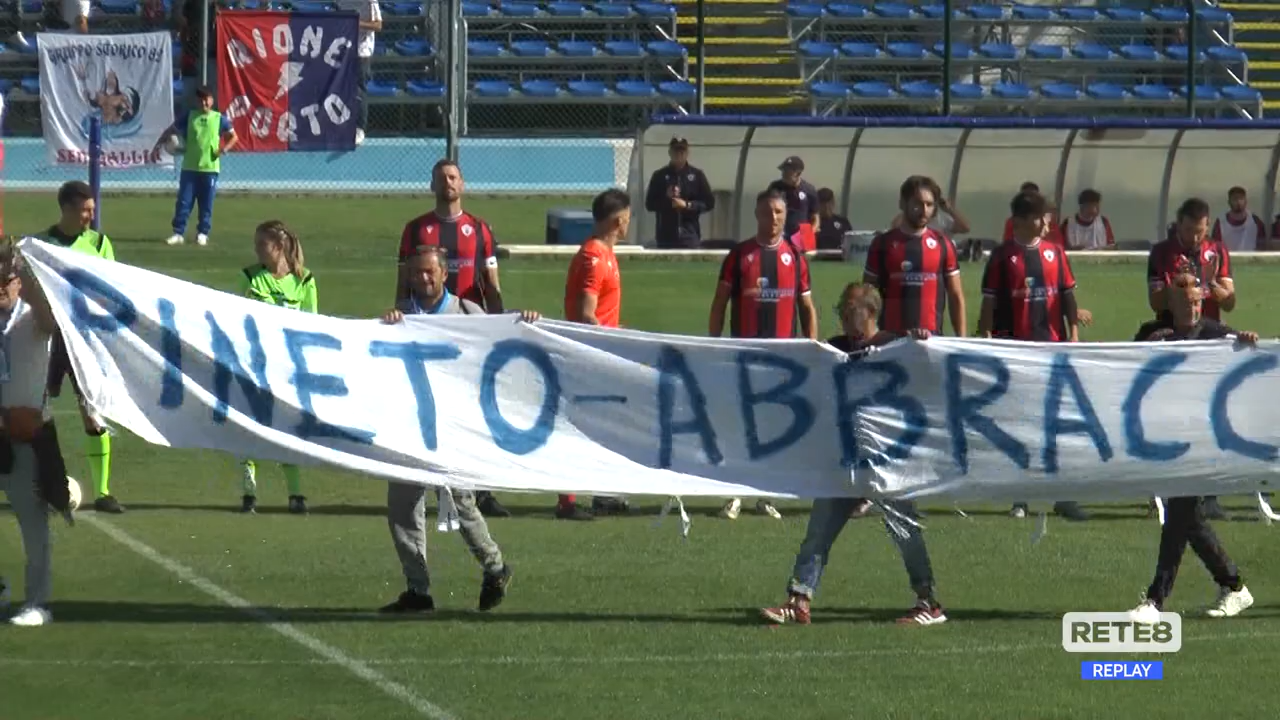 GRUPPO STORICO 83
SENIGALLIA
RIONE
PORTO
PINETO-ABBRACC
RETE8
REPLAY